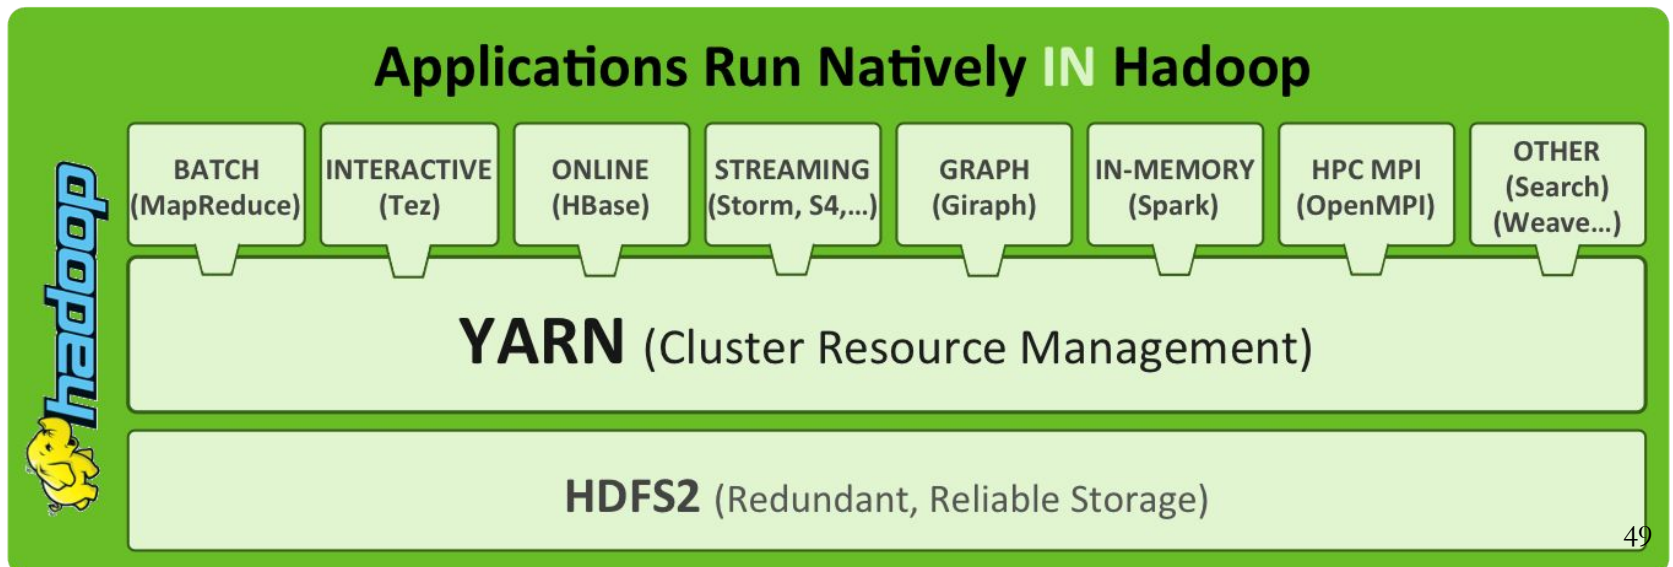 Applications Run Natively IN Hadoop
BATCH
(MapReduce)
INTERACTIVE
(Tez)
ONLINE
(HBase)
STREAMING
(Storm, S4,...)
GRAPH
(Giraph)
IN-MEMORY
(Spark)
HPC MPI
(OpenMPI)
OTHER
(Search)
(Weave...)
hadoop
YARN (Cluster Resource Management)
HDFS2 (Redundant, Reliable Storage)
49